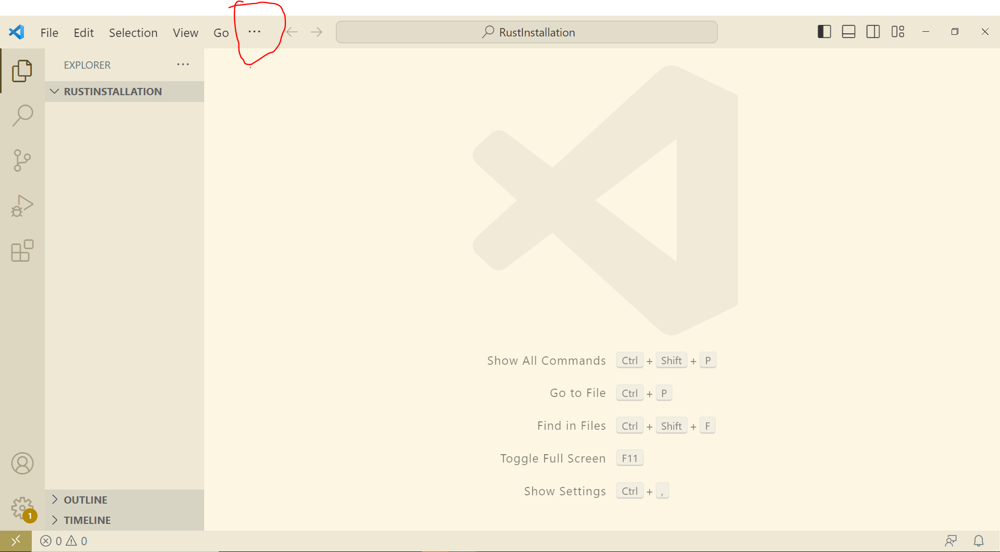 File Edit Selection View Go ··· RustInstallation
EXPLORER ···
RUSTINSTALLATION
Show All Commands Ctrl + Shift + P
Go to File Ctrl + P
Find in Files Ctrl + Shift + F
Toggle Full Screen F11
Show Settings Ctrl + ,
OUTLINE
TIMELINE
1
0 0